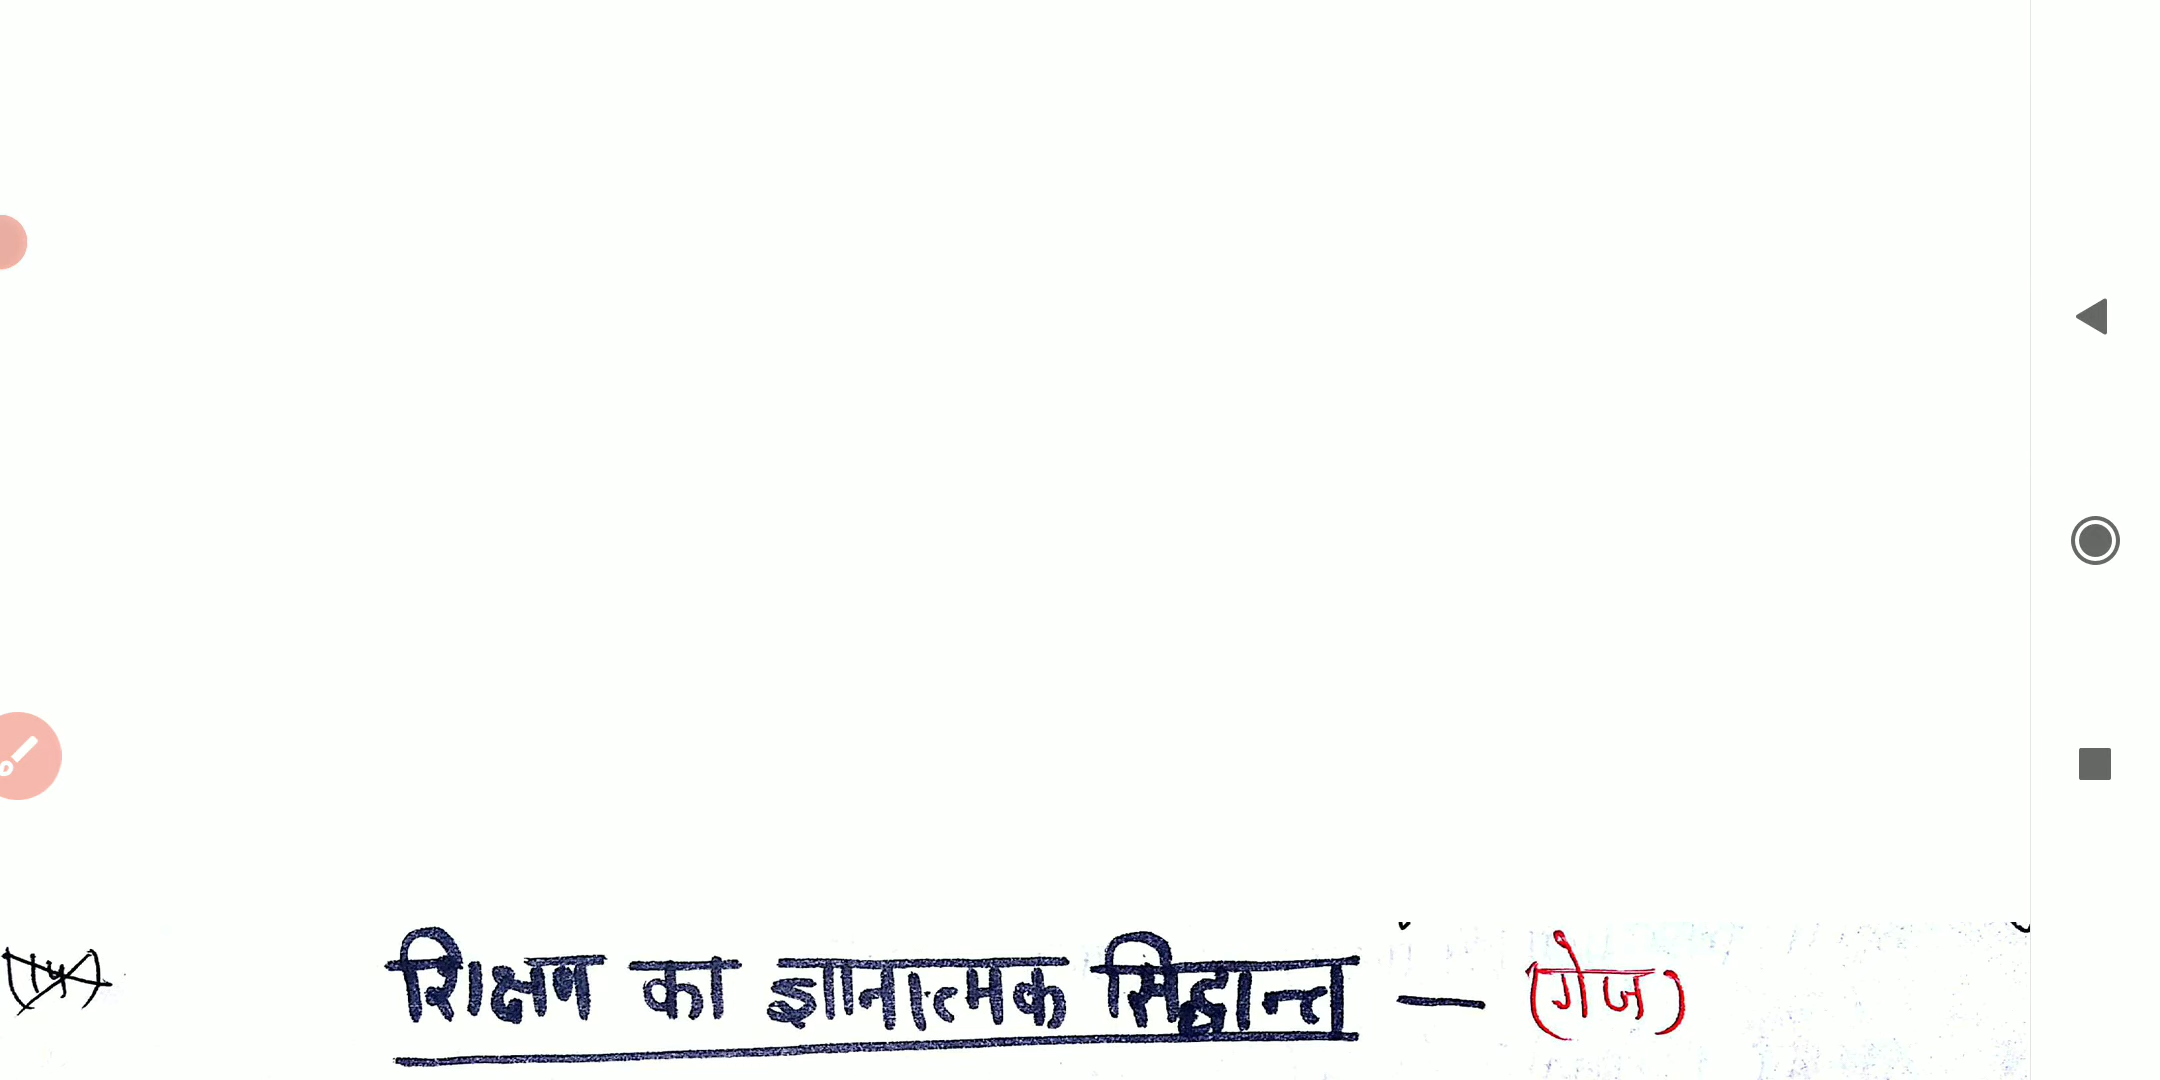 शिक्षण का ज्ञानात्मक सिद्धान्त — (गेज)